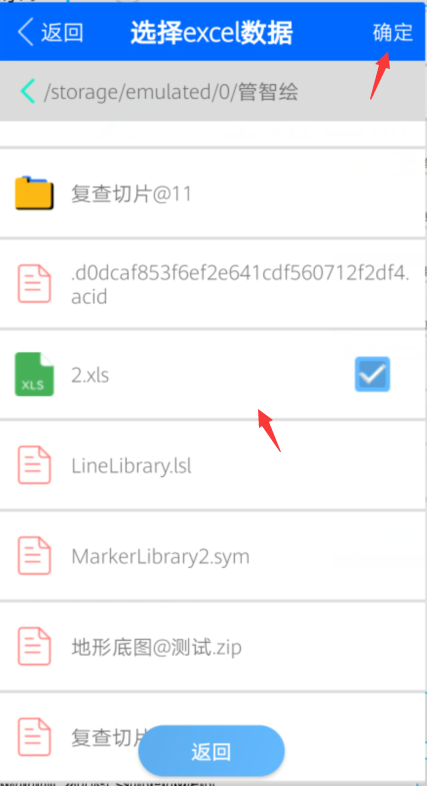 返回
选择excel数据
确定
/storage/emulated/0/管智绘
复查切片@11
.d0dcaf853f6ef2e641cdf560712f2df4.
acid
XLS
2.xls
LineLibrary.lsl
MarkerLibrary2.sym
地形底图@测试.zip
复查切片
返回